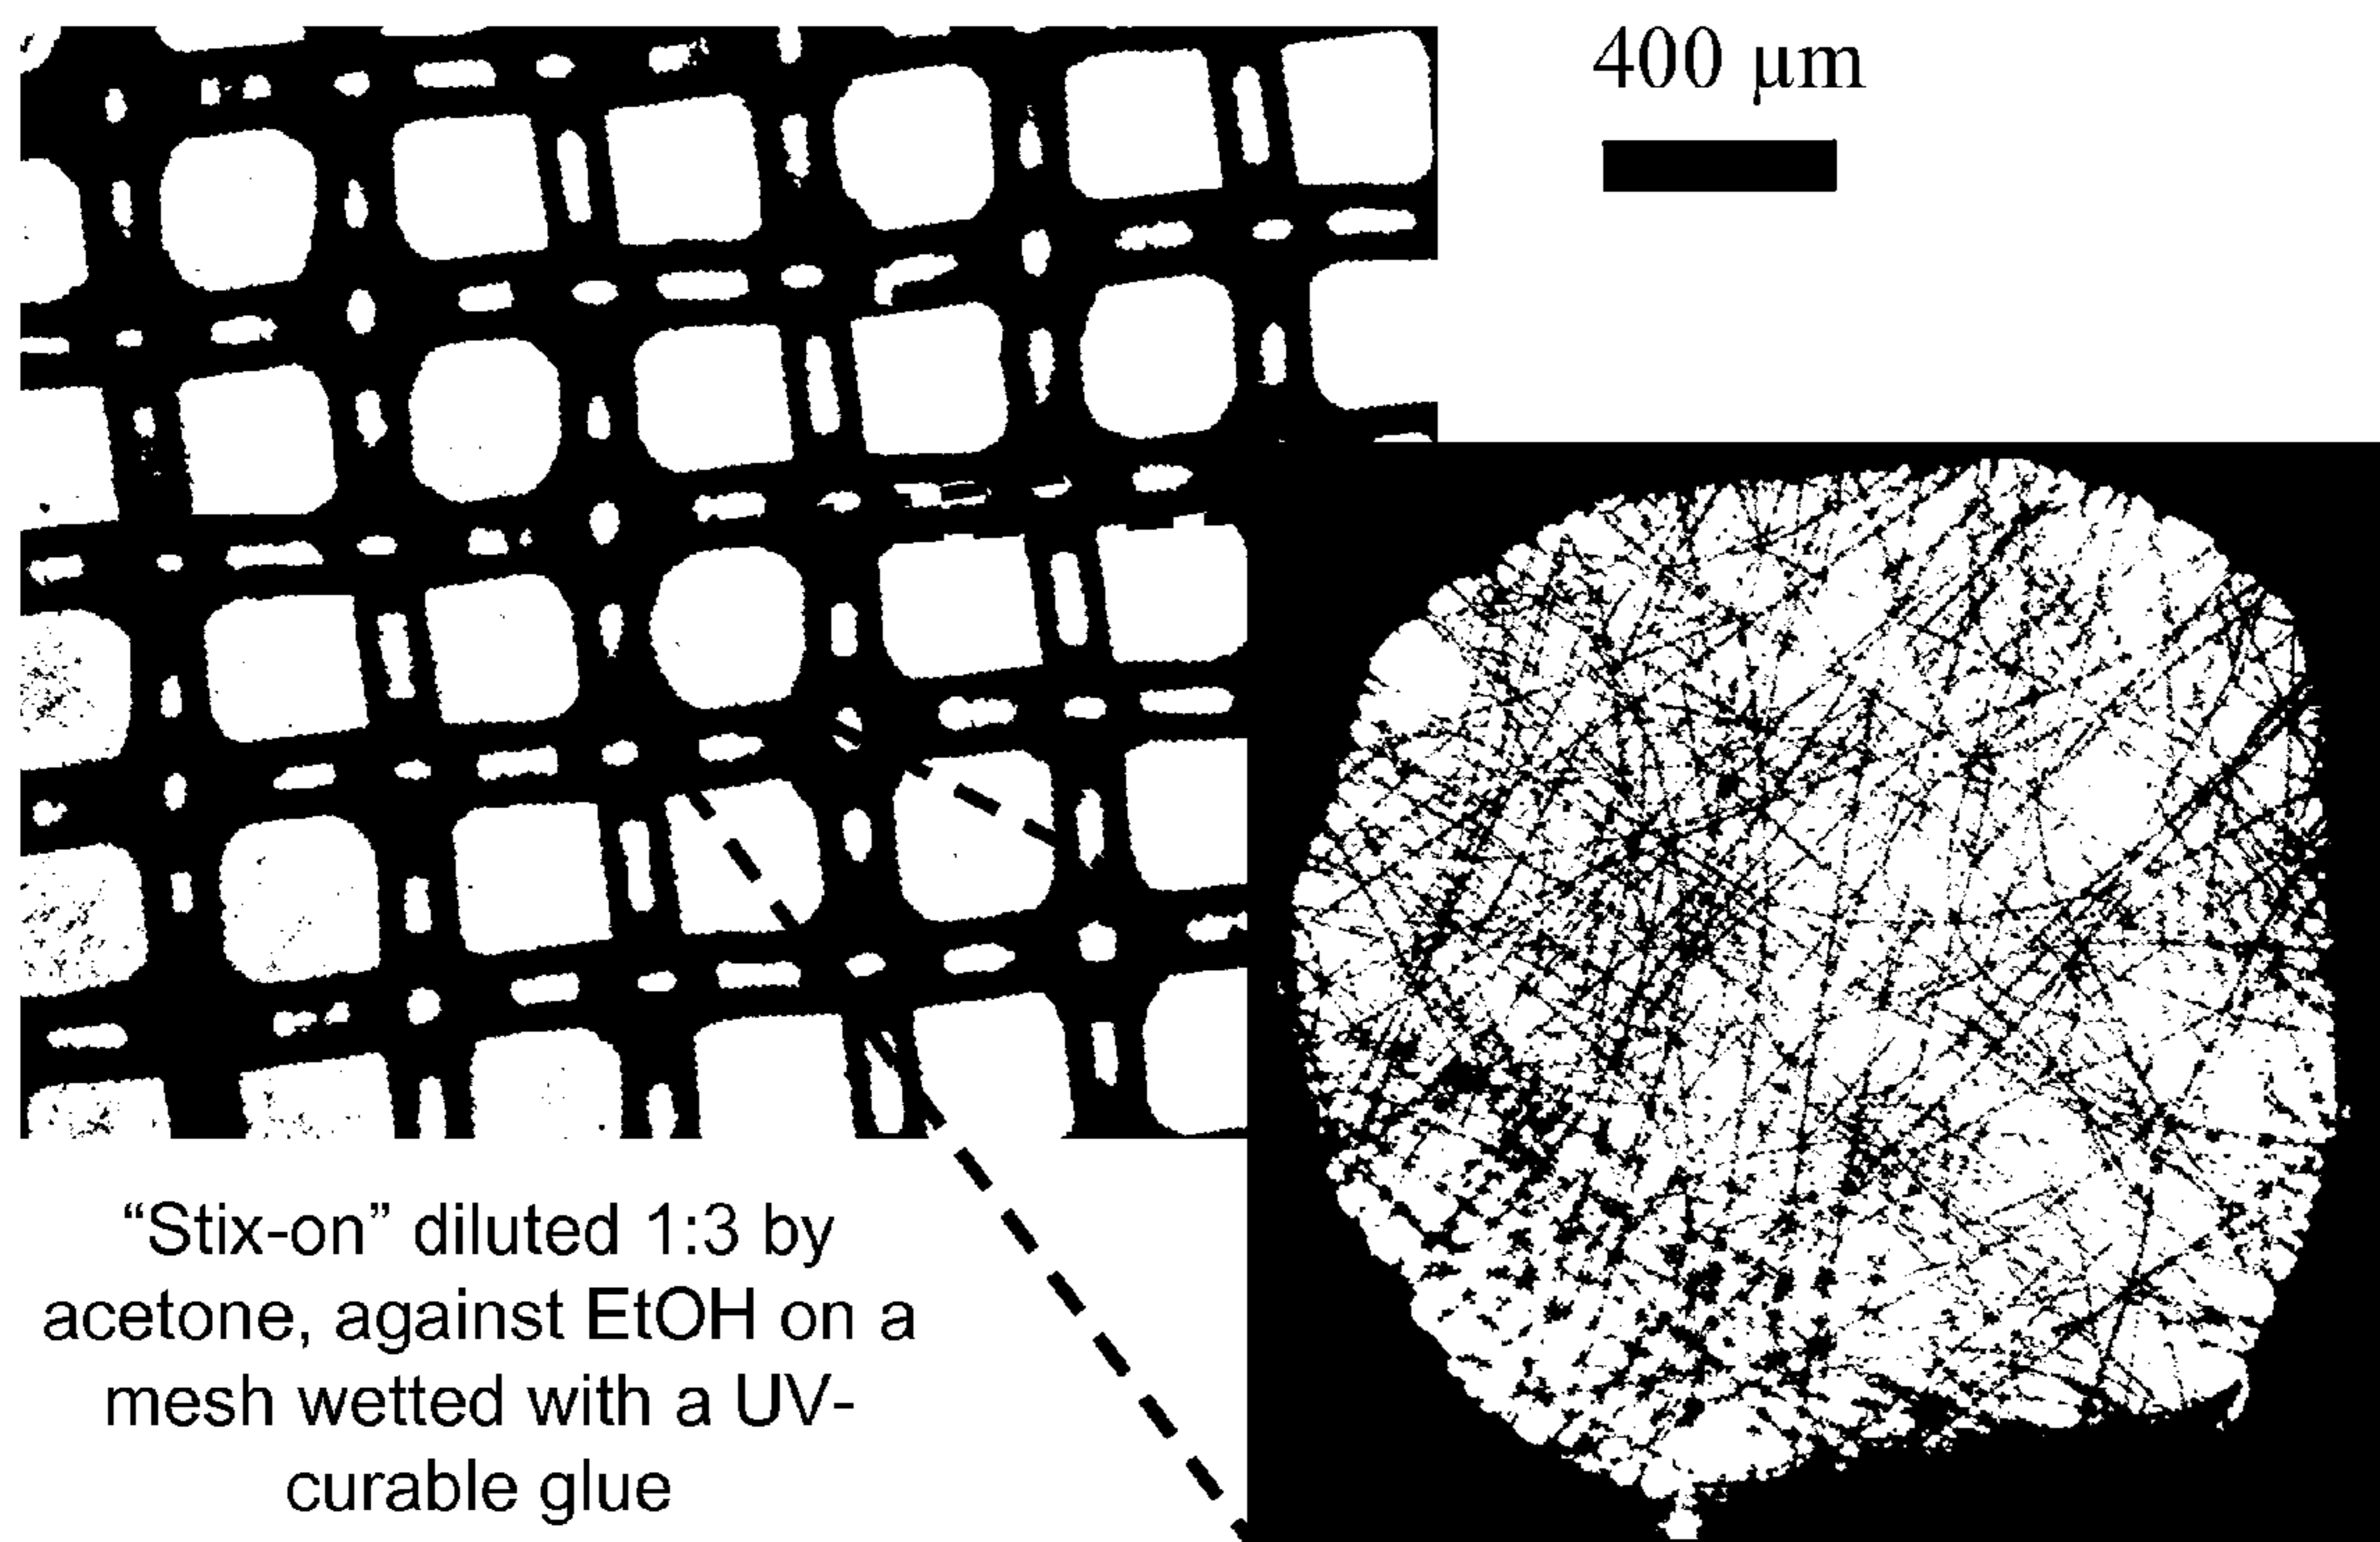 400 μm
“Stix-on” diluted 1:3 by
acetone, against EtOH on a
mesh wetted with a UV-
curable glue